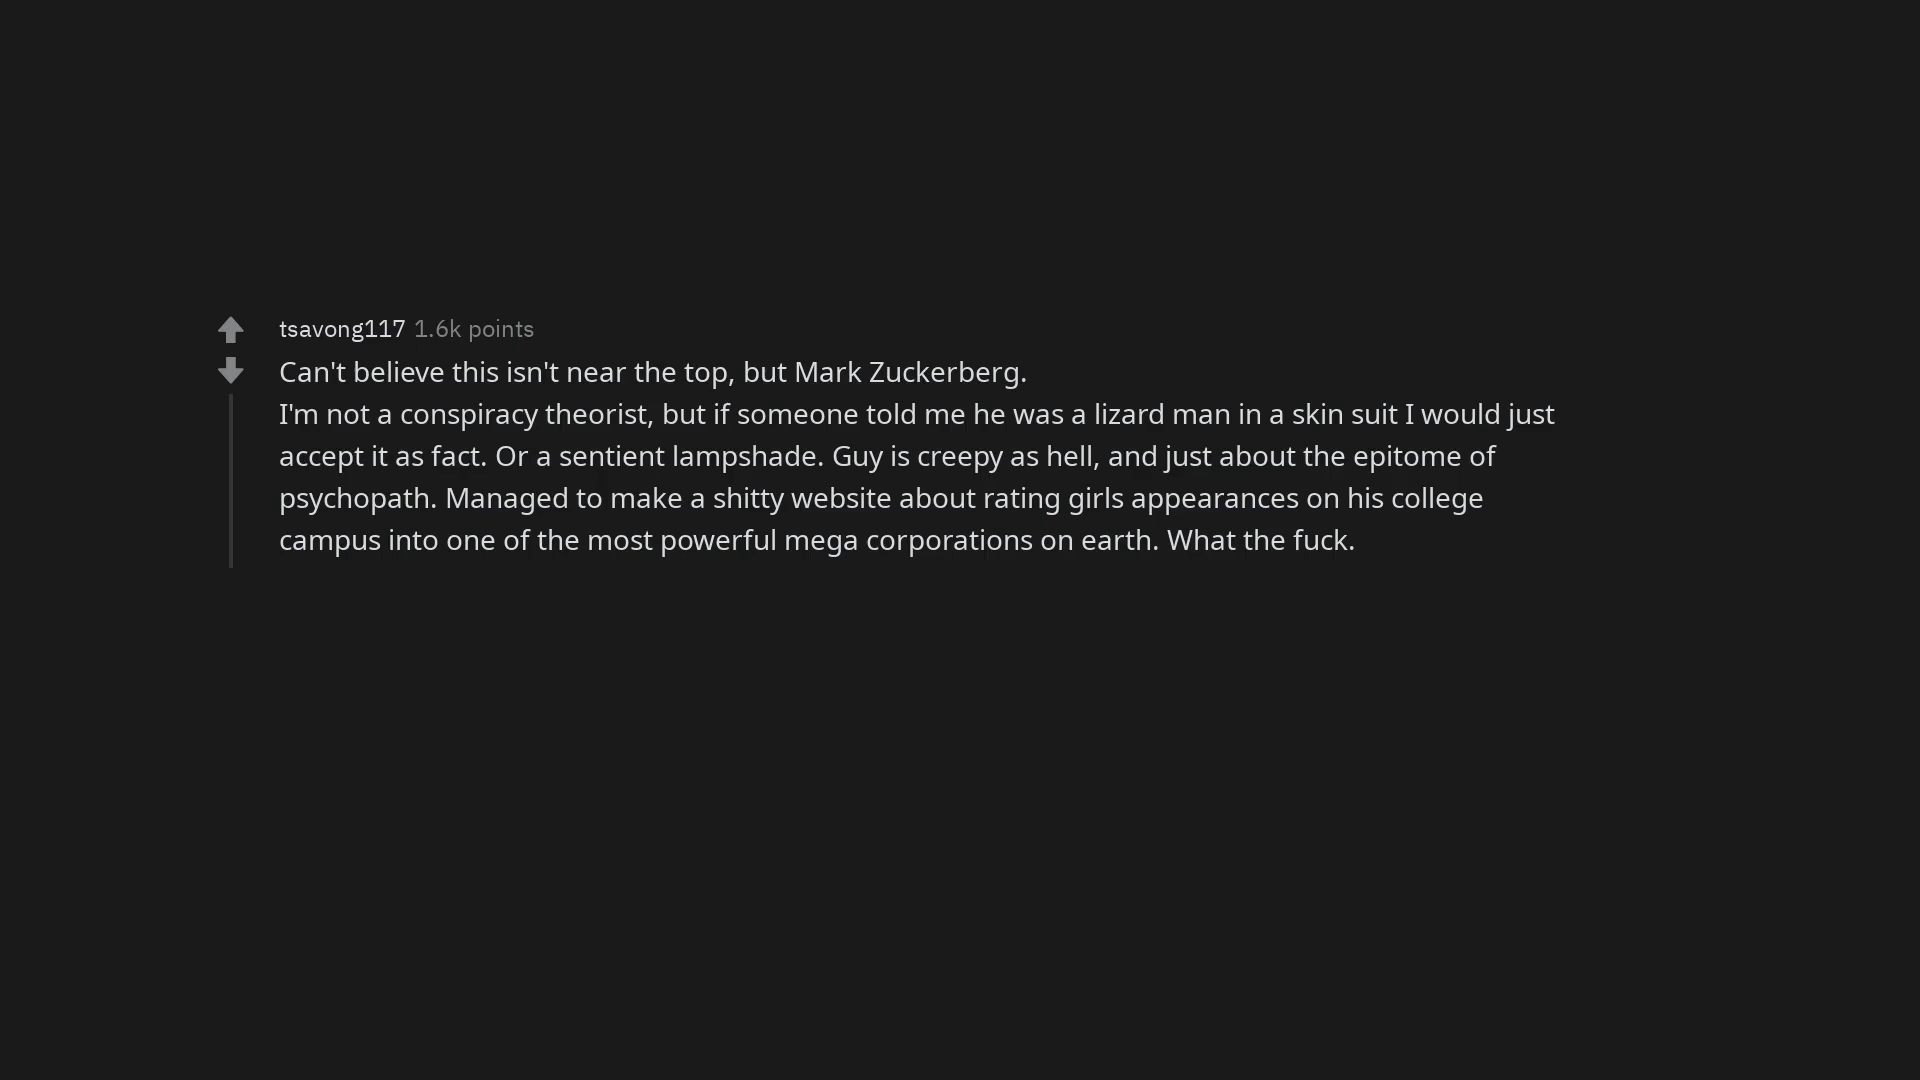 tsavong117 1.6k points
Can't believe this isn't near the top, but Mark Zuckerberg.
I'm not a conspiracy theorist, but if someone told me he was a lizard man in a skin suit I would just
accept it as fact. Or a sentient lampshade. Guy is creepy as hell, and just about the epitome of
psychopath. Managed to make a shitty website about rating girls appearances on his college
campus into one of the most powerful mega corporations on earth. What the fuck.